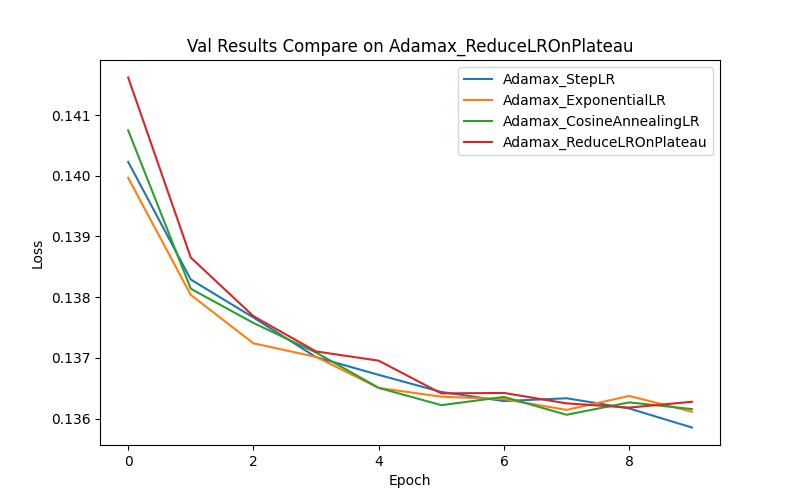 Val Results Compare on Adamax_ReduceLROnPlateau
Adamax_StepLR
Adamax_ExponentialLR
Adamax_CosineAnnealingLR
Adamax_ReduceLROnPlateau
0.141
0.140
0.139
0.138
0.137
0.136
Loss
0 2 4 6 8
Epoch